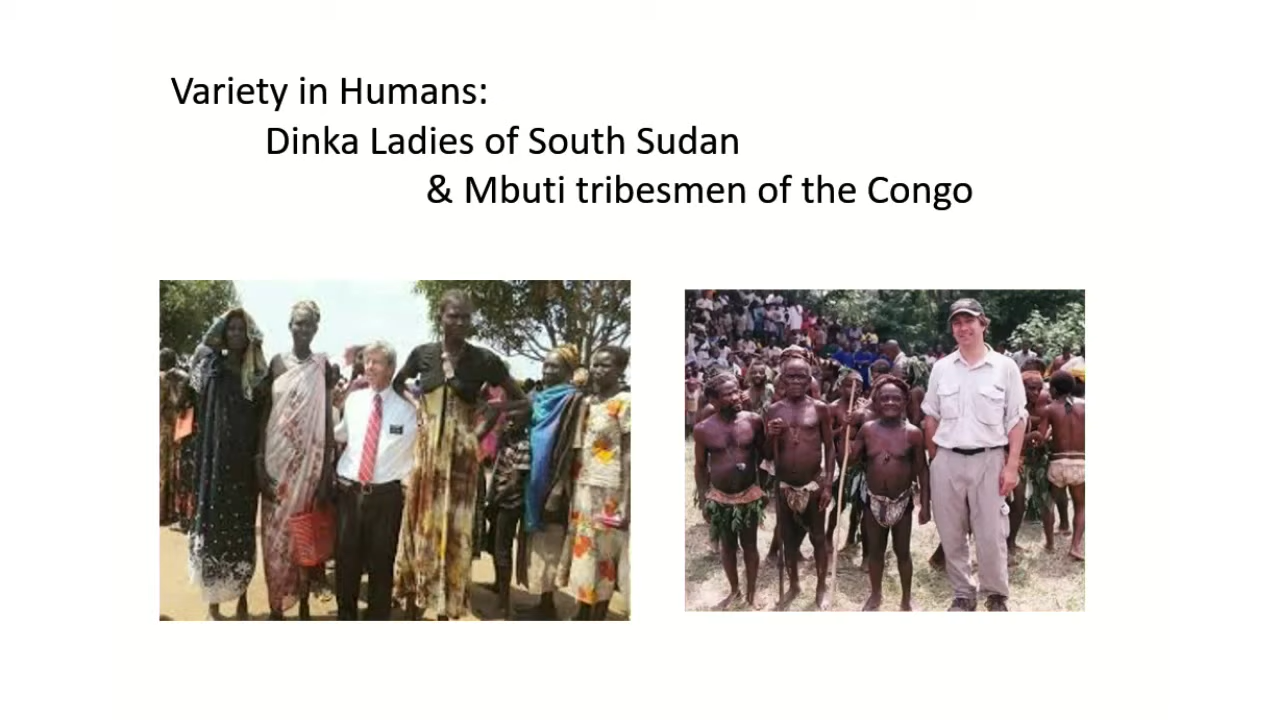 Variety in Humans:
Dinka Ladies of South Sudan
& Mbuti tribesmen of the Congo